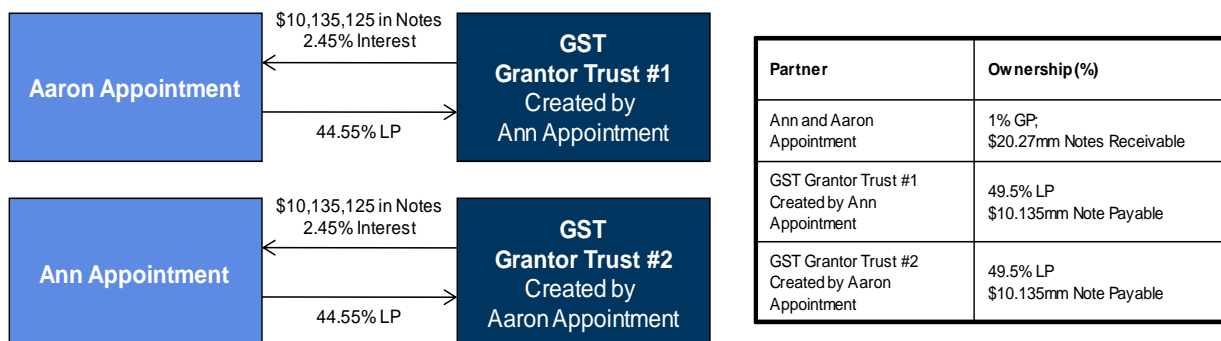 $10,135,125 in Notes
2.45% Interest
Aaron Appointment
44.55% LP
GST
Grantor Trust #1
Created by
Ann Appointment
$10,135,125 in Notes
2.45% Interest
Ann Appointment
44.55% LP
GST
Grantor Trust #2
Created by
Aaron Appointment
Partner
Ownership (%)
Ann and Aaron
Appointment
1% GP;
$20.27mm Notes Receivable
GST Grantor Trust #1
Created by Ann
Appointment
49.5% LP
$10.135mm Note Payable
GST Grantor Trust #2
Created by Aaron
Appointment
49.5% LP
$10.135mm Note Payable